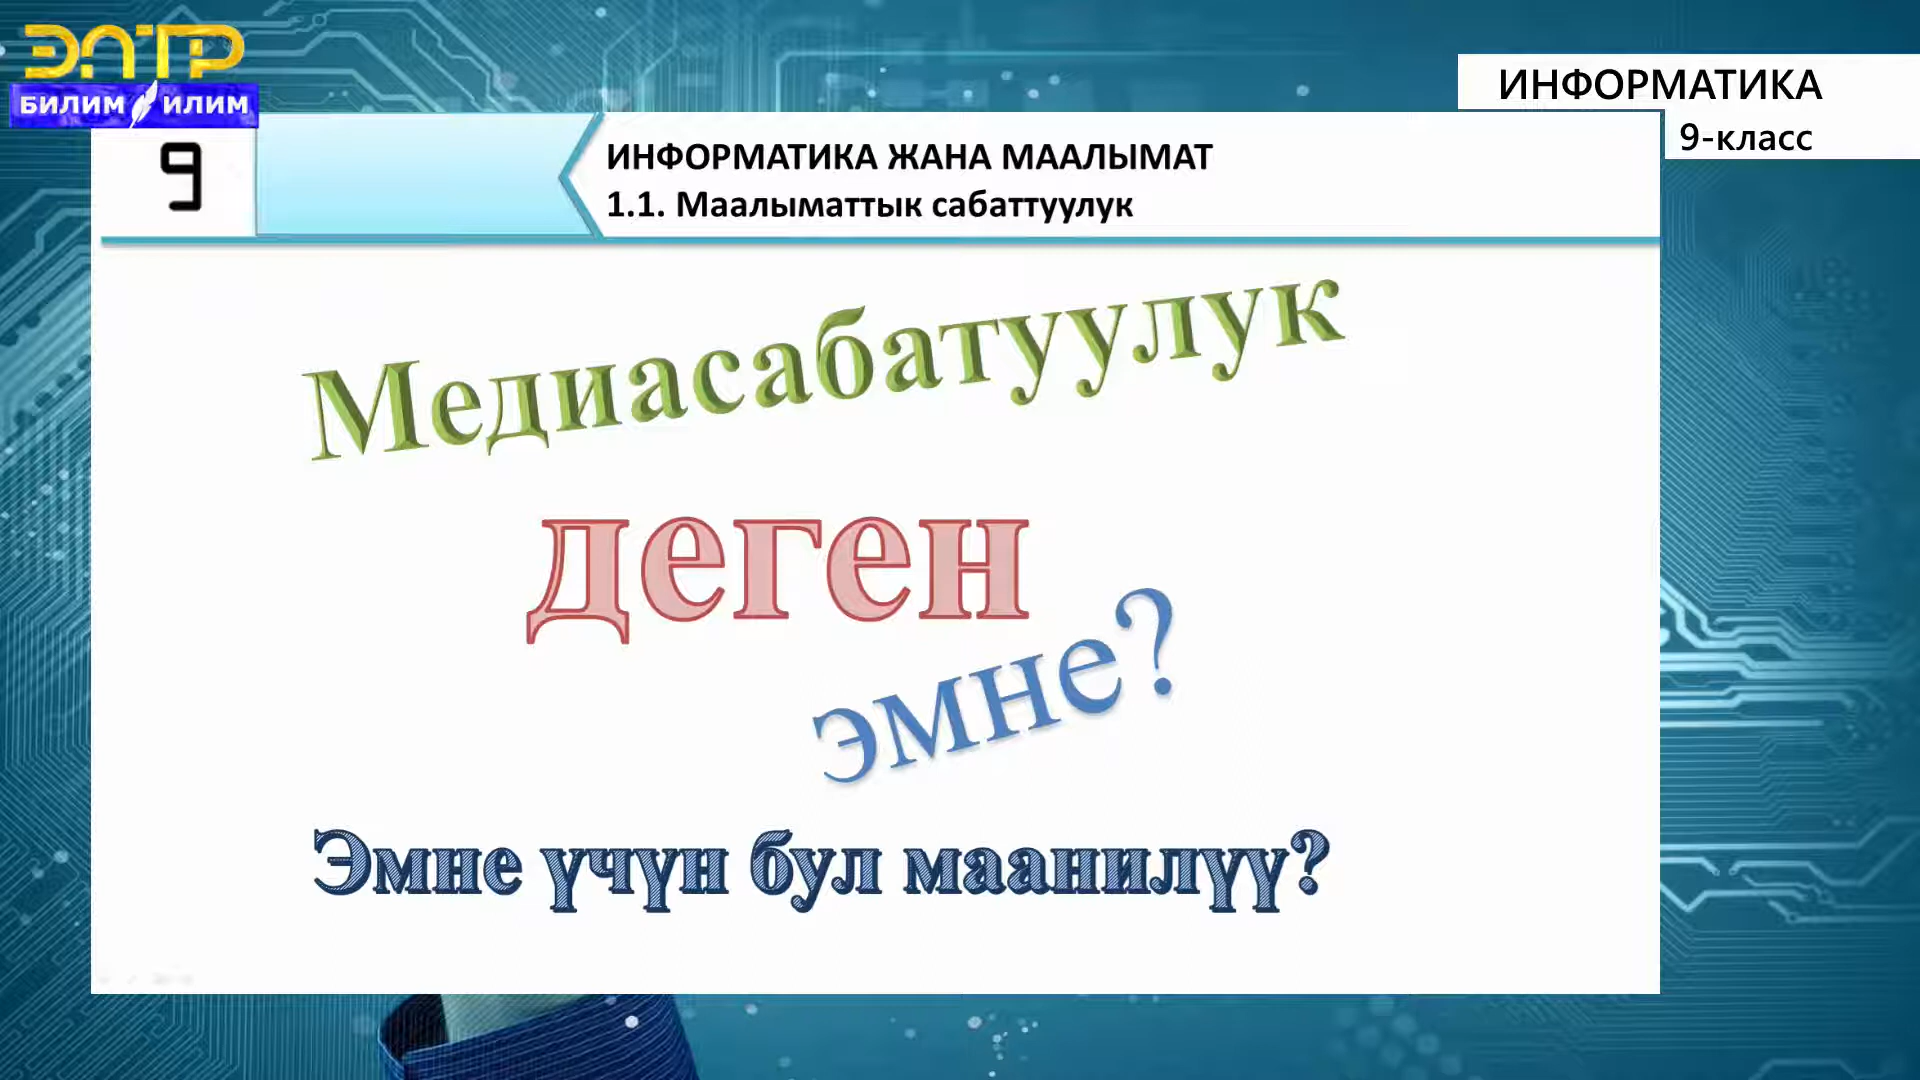 ЭЛТР
БИЛИМ ИЛИМ
ИНФОРМАТИКА
9-класс
9
ИНФОРМАТИКА ЖАНА МААЛЫМАТ
1.1. Маалыматтык сабаттуулук
Медиасабатуулук
деген
эмне?
Эмне үчүн бул маанилүү?